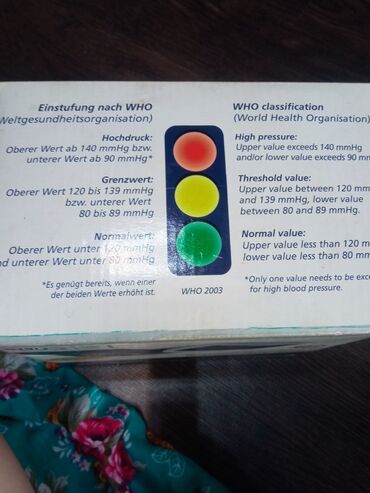 Einstufung nach WHO
Weltgesundheitsorganisation)
Hochdruck:
Oberer Wert ab 140 mmHg bzw.
unterer Wert ab 90 mmHg*
Grenzwert:
Oberer Wert 120 bis 139 mmHg
bzw. unterer Wert
80 bis 89 mmHg
Normalwert:
Oberer Wert unter 120 mmHg
nd unterer Wert unter 80 mmHg
*Es genügt bereits, wenn einer
der beiden Werte erhöht ist.
WHO 2003
WHO classification
(World Health Organisation)
High pressure:
Upper value exceeds 140 mmHg
and/or lower value exceeds 90 mm
Threshold value:
Upper value between 120 mm
and 139 mmHg, lower value
between 80 and 89 mmHg.
Normal value:
Upper value less than 120 m
lower value less than 80 mm
*Only one value needs to be exc
for high blood pressure.